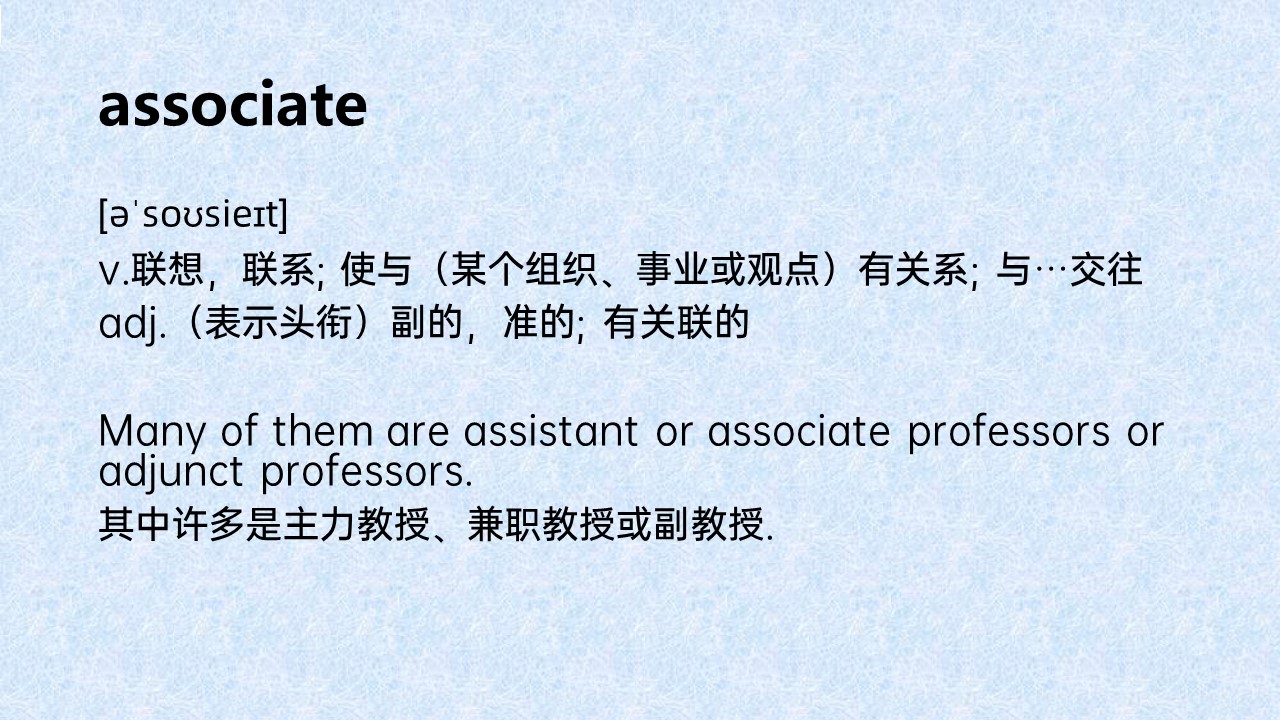 associate
[əˈsoʊsieɪt]
v.联想，联系; 使与（某个组织、事业或观点）有关系; 与…交往
adj.（表示头衔）副的，准的; 有关联的
Many of them are assistant or associate professors or
adjunct professors.
其中许多是主力教授、兼职教授或副教授.